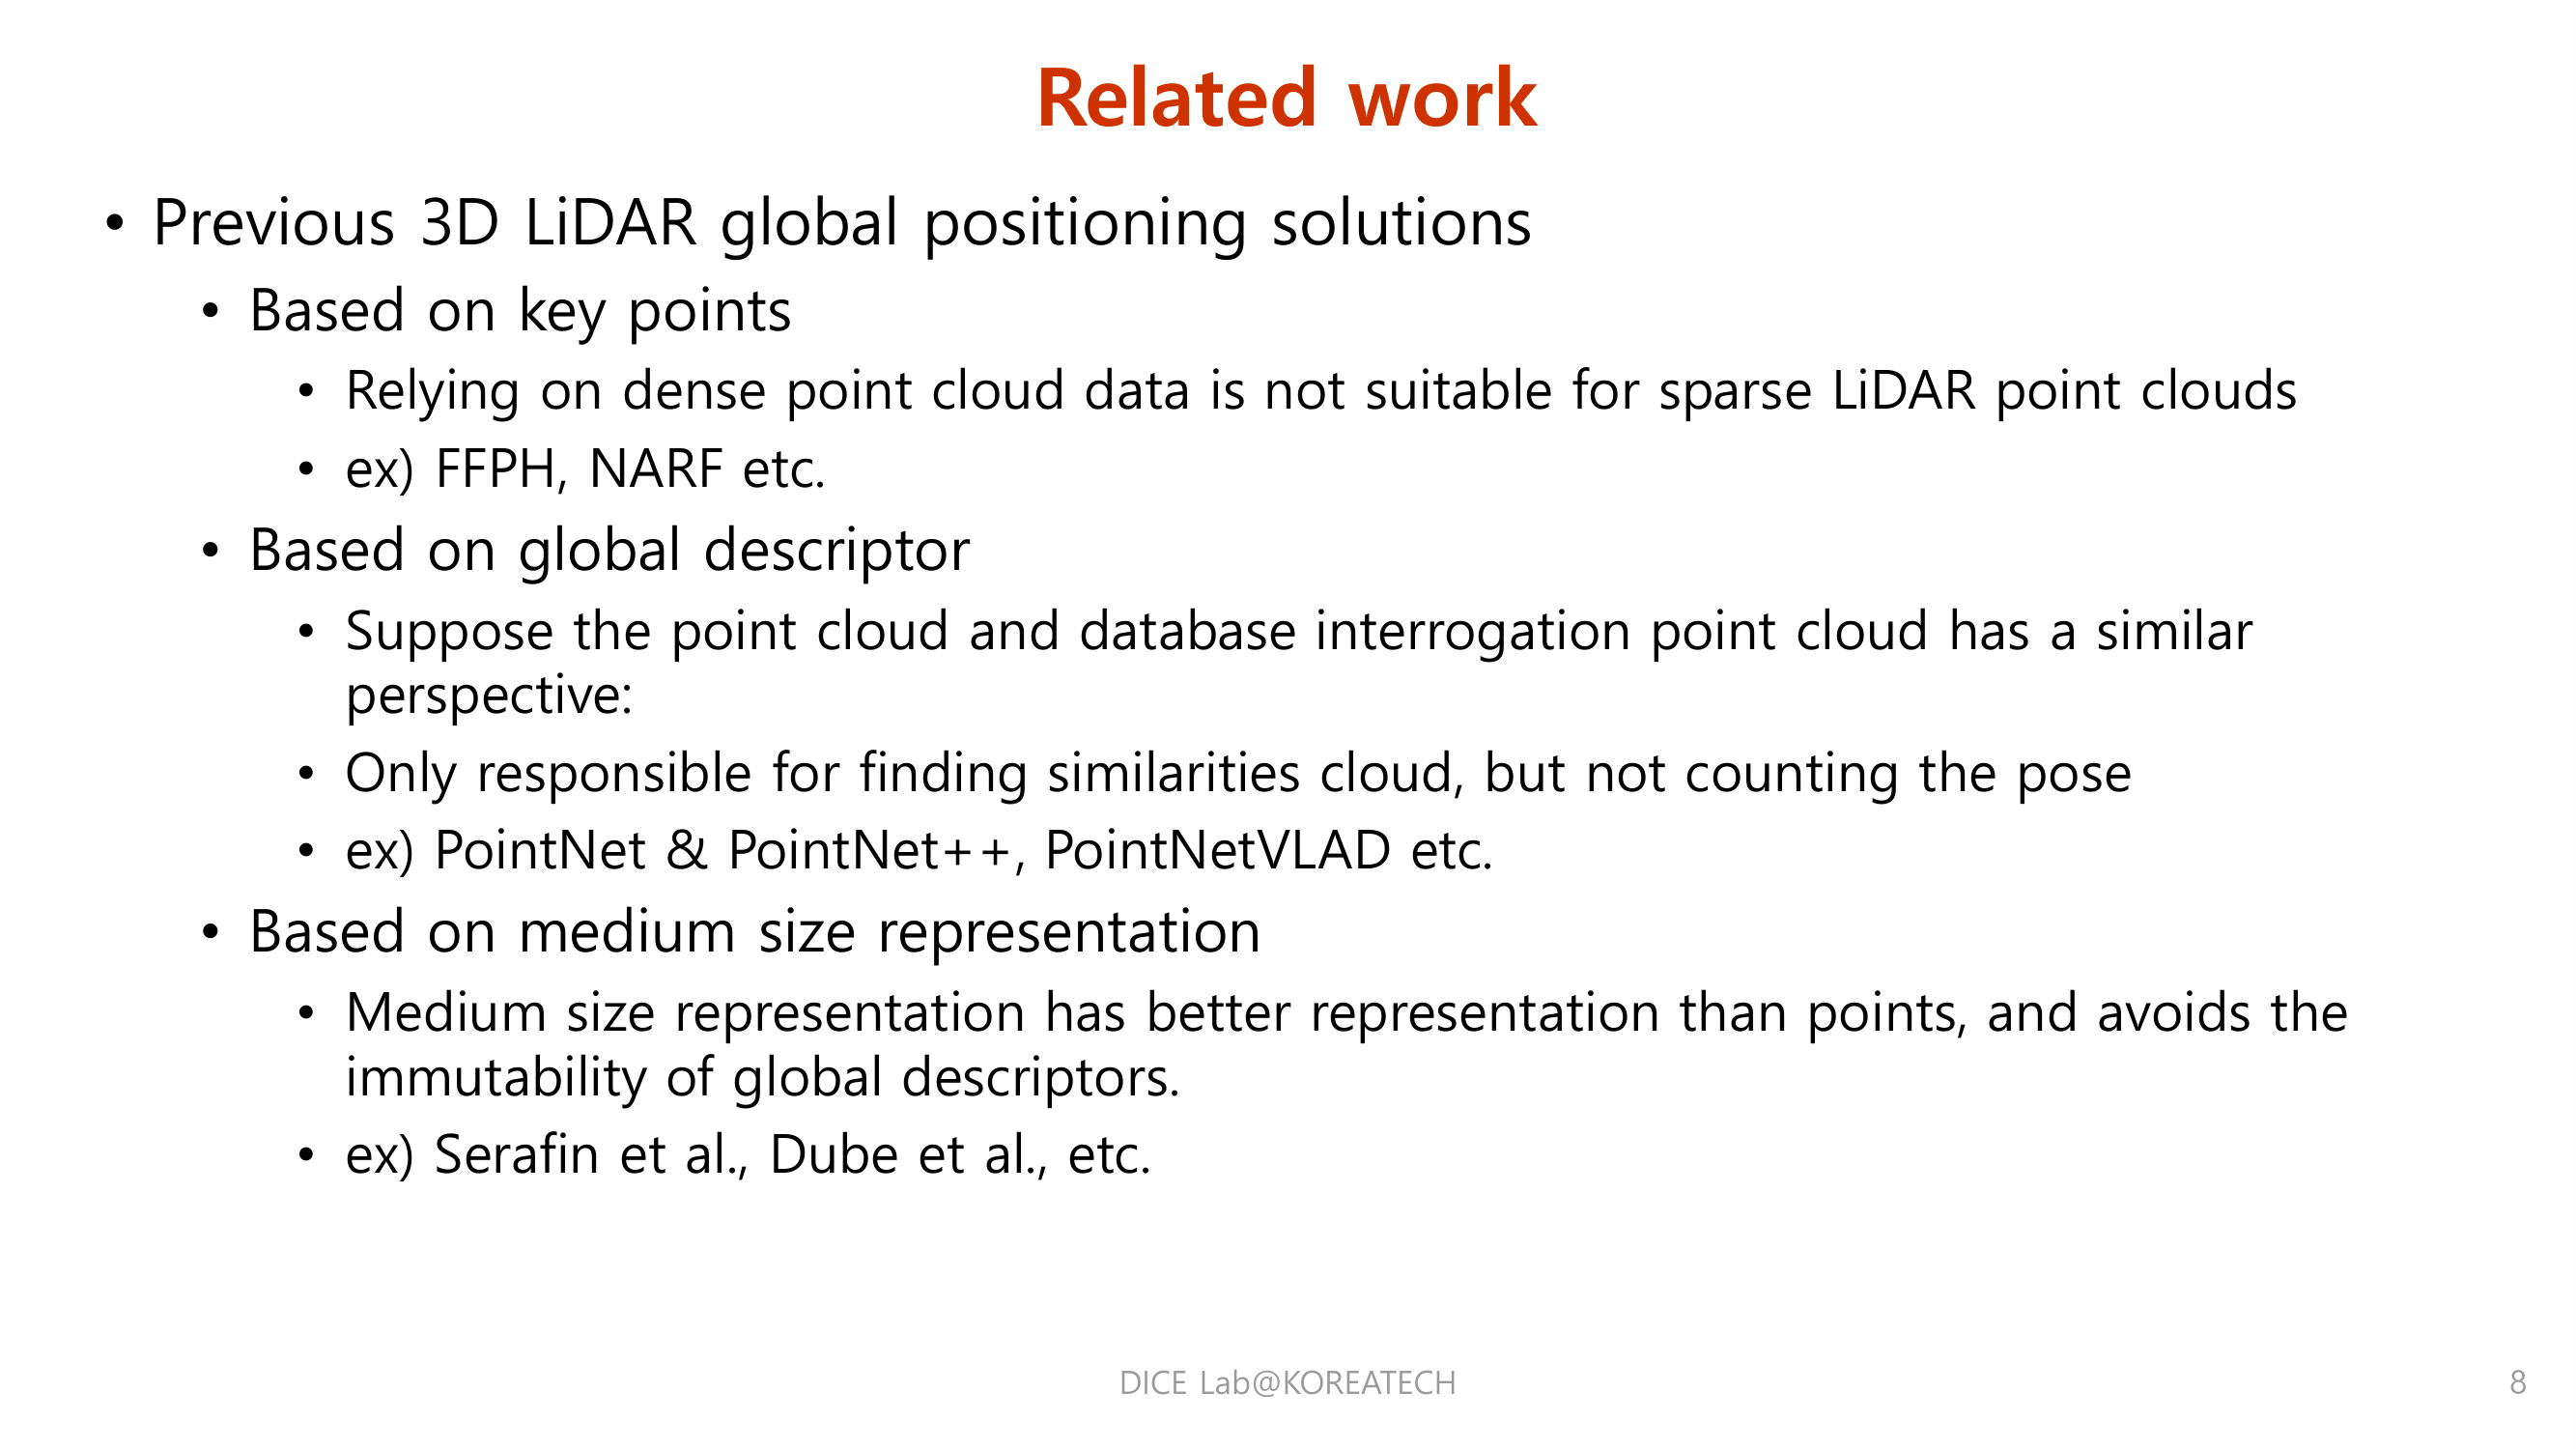 Related work
• Previous 3D LiDAR global positioning solutions
• Based on key points
• Relying on dense point cloud data is not suitable for sparse LiDAR point clouds
• ex) FFPH, NARF etc.
• Based on global descriptor
• Suppose the point cloud and database interrogation point cloud has a similar
perspective:
• Only responsible for finding similarities cloud, but not counting the pose
• ex) PointNet & PointNet++, PointNetVLAD etc.
• Based on medium size representation
• Medium size representation has better representation than points, and avoids the
immutability of global descriptors.
• ex) Serafin et al., Dube et al., etc.
DICE Lab@KOREATECH
8